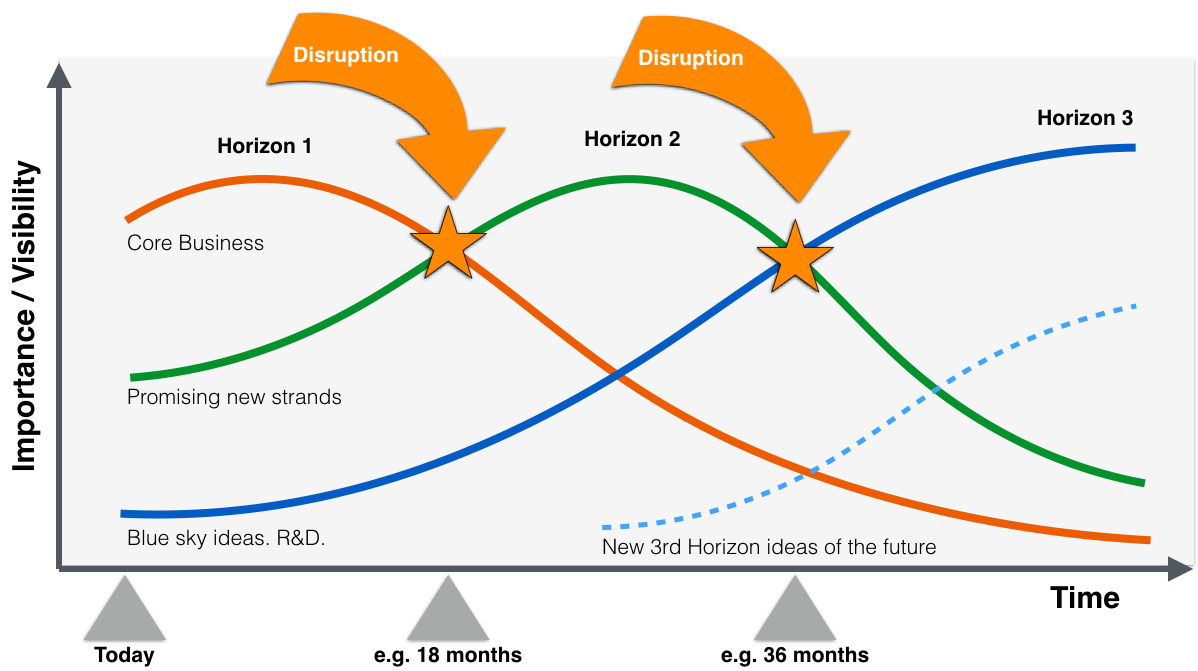 Disruption
Disruption
Horizon 1
Horizon 2
Horizon 3
Importance / Visibility
Core Business
Promising new strands
Blue sky ideas. R&D.
New 3rd Horizon ideas of the future
Time
Today
e.g. 18 months
e.g. 36 months